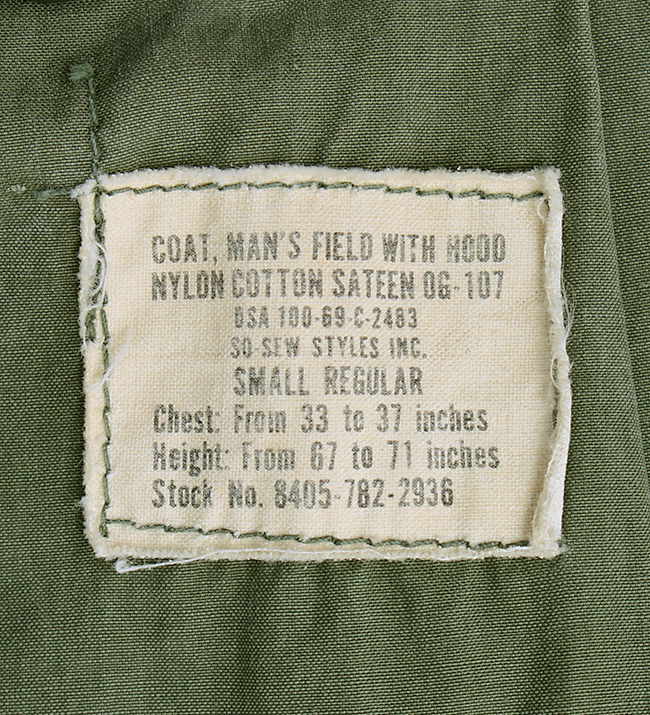 COAT, MAN'S FIELD WITH HOOD
NYLON COTTON SATEEN OG-107
DSA 100-69-C-2483
SO-SEW STYLES INC.
SMALL REGULAR
Chest: From 33 to 37 inches
Height: From 67 to 71 inches
Stock No. 8405-782-2936